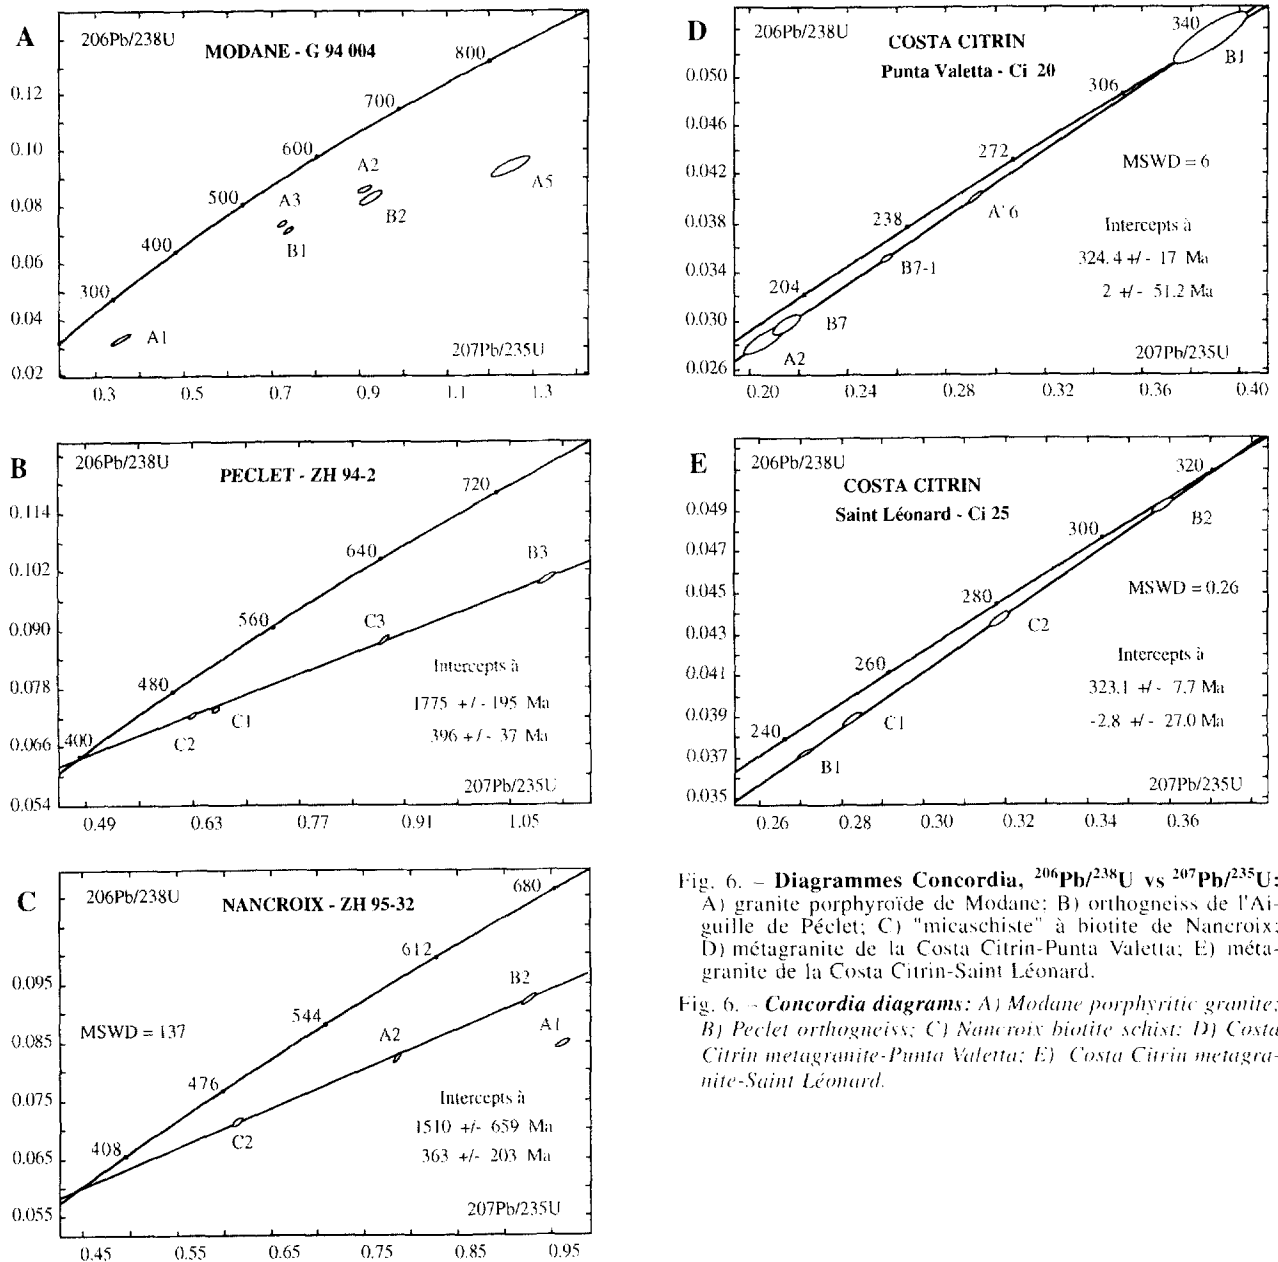 A
206Pb/238U
MODANE - G 94 004
800
700
600
500
400
300
A2
A3
A5
B2
B1
A1
0.12
0.10
0.08
0.06
0.04
0.02
207Pb/235U
0.3 0.5 0.7 0.9 1.1 1.3
B
206Pb/238U
PECLET - ZH 94-2
720
640
560
480
400
B3
C3
C1
C2
0.114
0.102
0.090
0.078
0.066
0.054
Intercepts à
1775 +/- 195 Ma
396 +/- 37 Ma
207Pb/235U
0.49 0.63 0.77 0.91 1.05
C
206Pb/238U
NANCROIX - ZH 95-32
680
612
544
476
408
B2
A2
A1
C2
0.095
0.085
0.075
0.065
0.055
MSWD = 137
Intercepts à
1510 +/- 659 Ma
363 +/- 203 Ma
207Pb/235U
0.45 0.55 0.65 0.75 0.85 0.95
D
206Pb/238U
COSTA CITRIN
Punta Valetta - Ci 20
340
306
272
238
204
B1
A'6
B7-1
B7
A2
0.050
0.046
0.042
0.038
0.034
0.030
0.026
MSWD = 6
Intercepts à
324.4 +/- 17 Ma
2 +/- 51.2 Ma
207Pb/235U
0.20 0.24 0.28 0.32 0.36 0.40
E
206Pb/238U
COSTA CITRIN
Saint Léonard - Ci 25
320
300
280
260
240
B2
C2
C1
B1
0.049
0.047
0.045
0.043
0.041
0.039
0.037
0.035
MSWD = 0.26
Intercepts à
323.1 +/- 7.7 Ma
-2.8 +/- 27.0 Ma
207Pb/235U
0.26 0.28 0.30 0.32 0.34 0.36
Fig. 6. – Diagrammes Concordia, 206Pb/238U vs 207Pb/235U:
A) granite porphyroïde de Modane; B) orthogneiss de l'Ai-
guille de Péclet; C) "micaschiste" à biotite de Nancroix;
D) métagranite de la Costa Citrin-Punta Valetta; E) méta-
granite de la Costa Citrin-Saint Léonard.
Fig. 6. – Concordia diagrams: A) Modane porphyritic granite;
B) Peclet orthogneiss; C) Nancroix biotite schist; D) Costa
Citrin metagranite-Punta Valetta; E) Costa Citrin metagra-
nite-Saint Léonard.